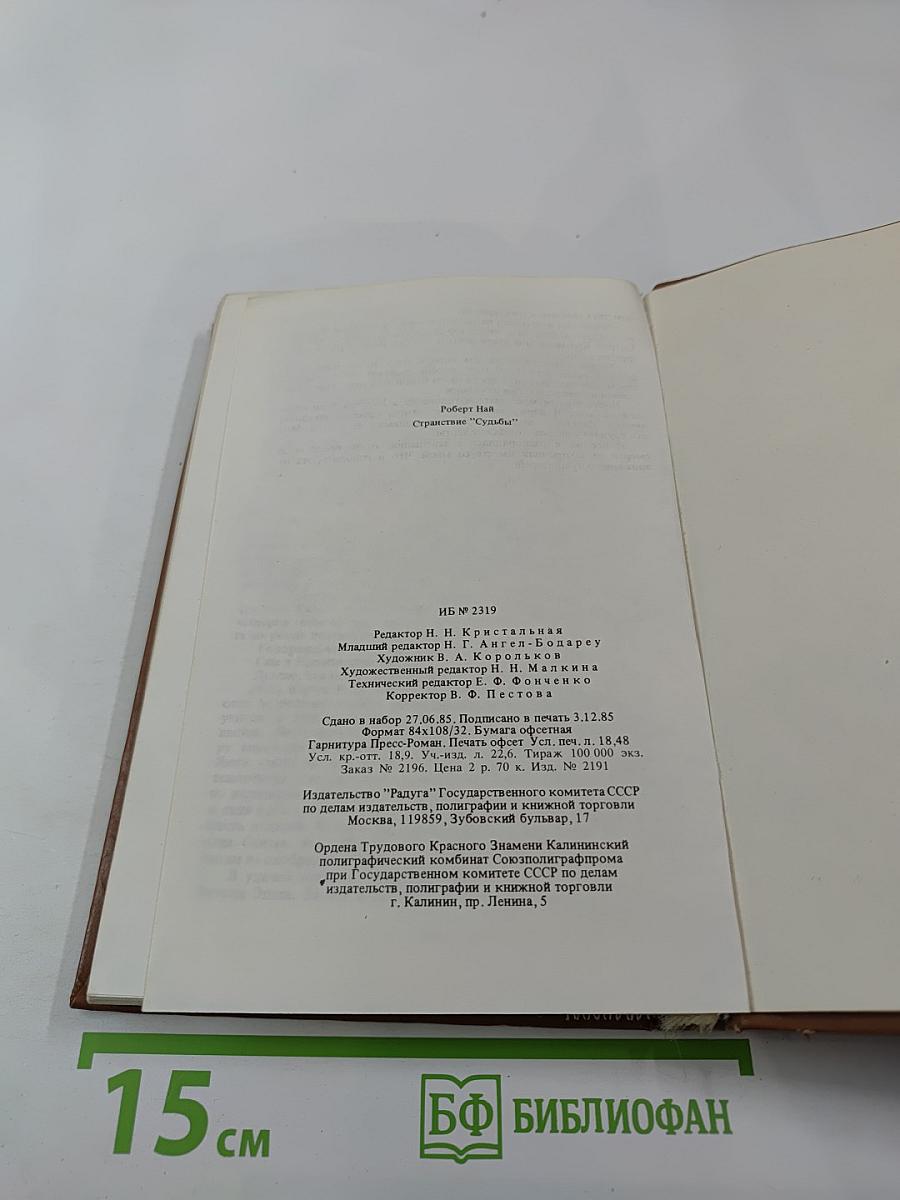 Роберт Най
Странствие "Судьбы"
ИБ № 2319
Редактор Н. Н. Кристальная
Младший редактор Н. Г. Ангел-Бодареу
Художник В. А. Корольков
Художественный редактор Н. Н. Малкина
Технический редактор Е. Ф. Фонченко
Корректор В. Ф. Пестова
Сдано в набор 27.06.85. Подписано в печать 3.12.85
Формат 84х108/32. Бумага офсетная
Гарнитура Пресс-Роман. Печать офсет Усл. печ. л. 18,48
Усл. кр.-отт. 18,9. Уч.-изд. л. 22,6. Тираж 100 000 экз.
Заказ № 2196. Цена 2 р. 70 к. Изд. № 2191
Издательство "Радуга" Государственного комитета СССР
по делам издательств, полиграфии и книжной торговли
Москва, 119859, Зубовский бульвар, 17
Ордена Трудового Красного Знамени Калининский
полиграфический комбинат Союзполиграфпрома
при Государственном комитете СССР по делам
издательств, полиграфии и книжной торговли
г. Калинин, пр. Ленина, 5
15 см
БФ БИБЛИОФАН